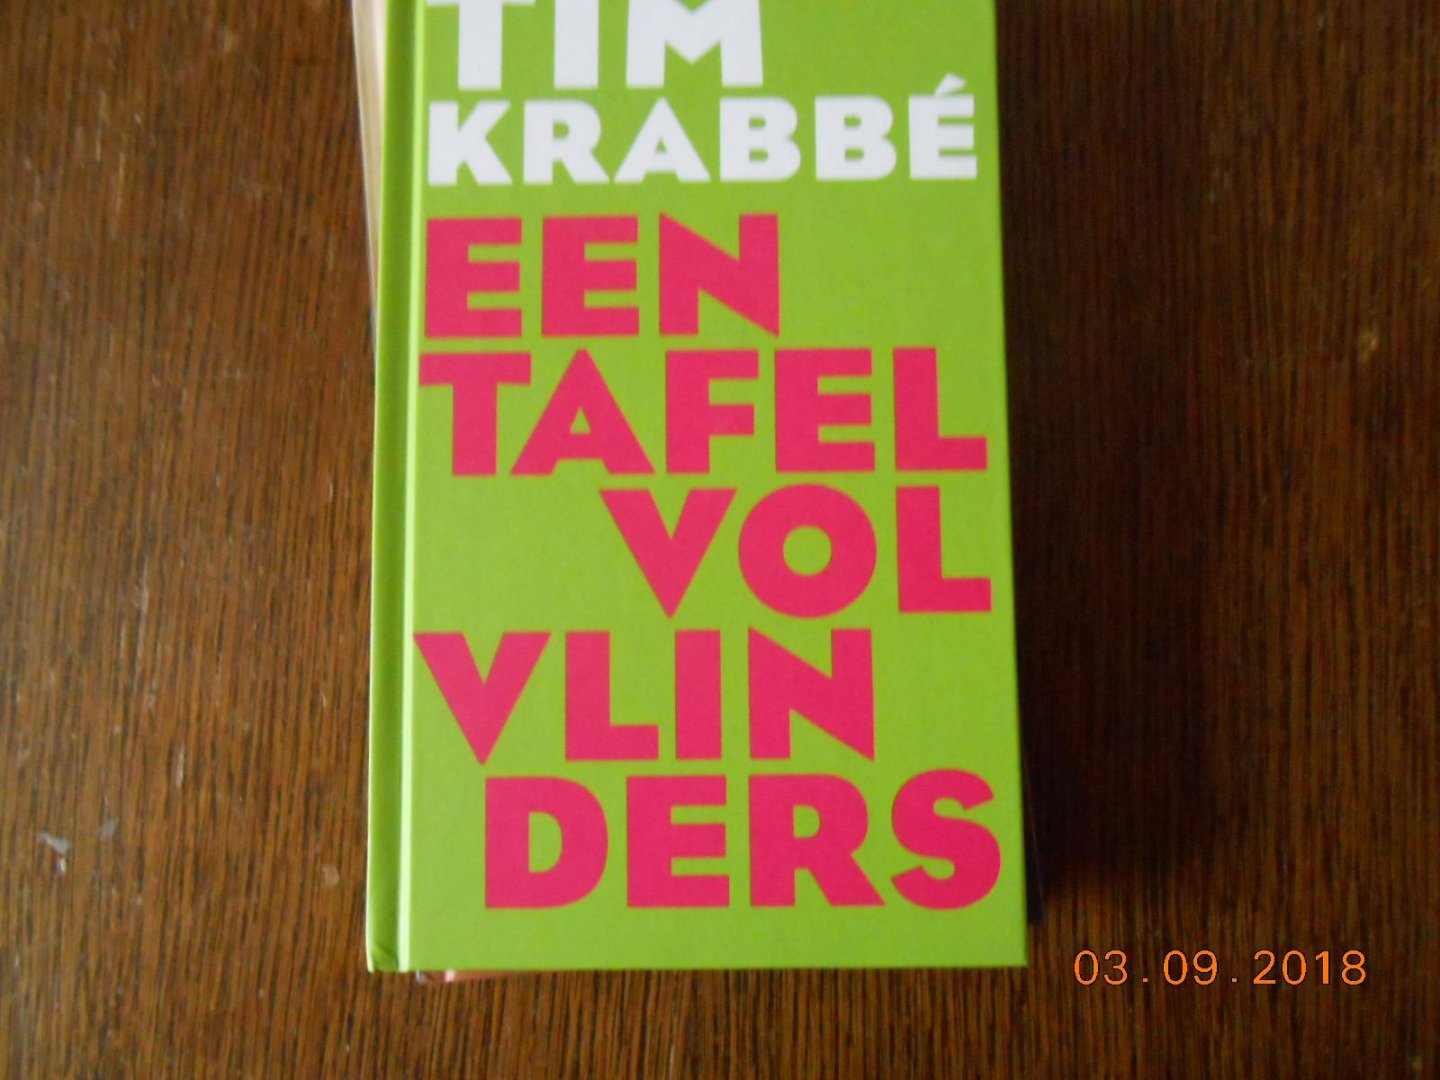 TIM
KRABBÉ
EEN
TAFEL
VOL
VLIN
DERS
03.09.2018